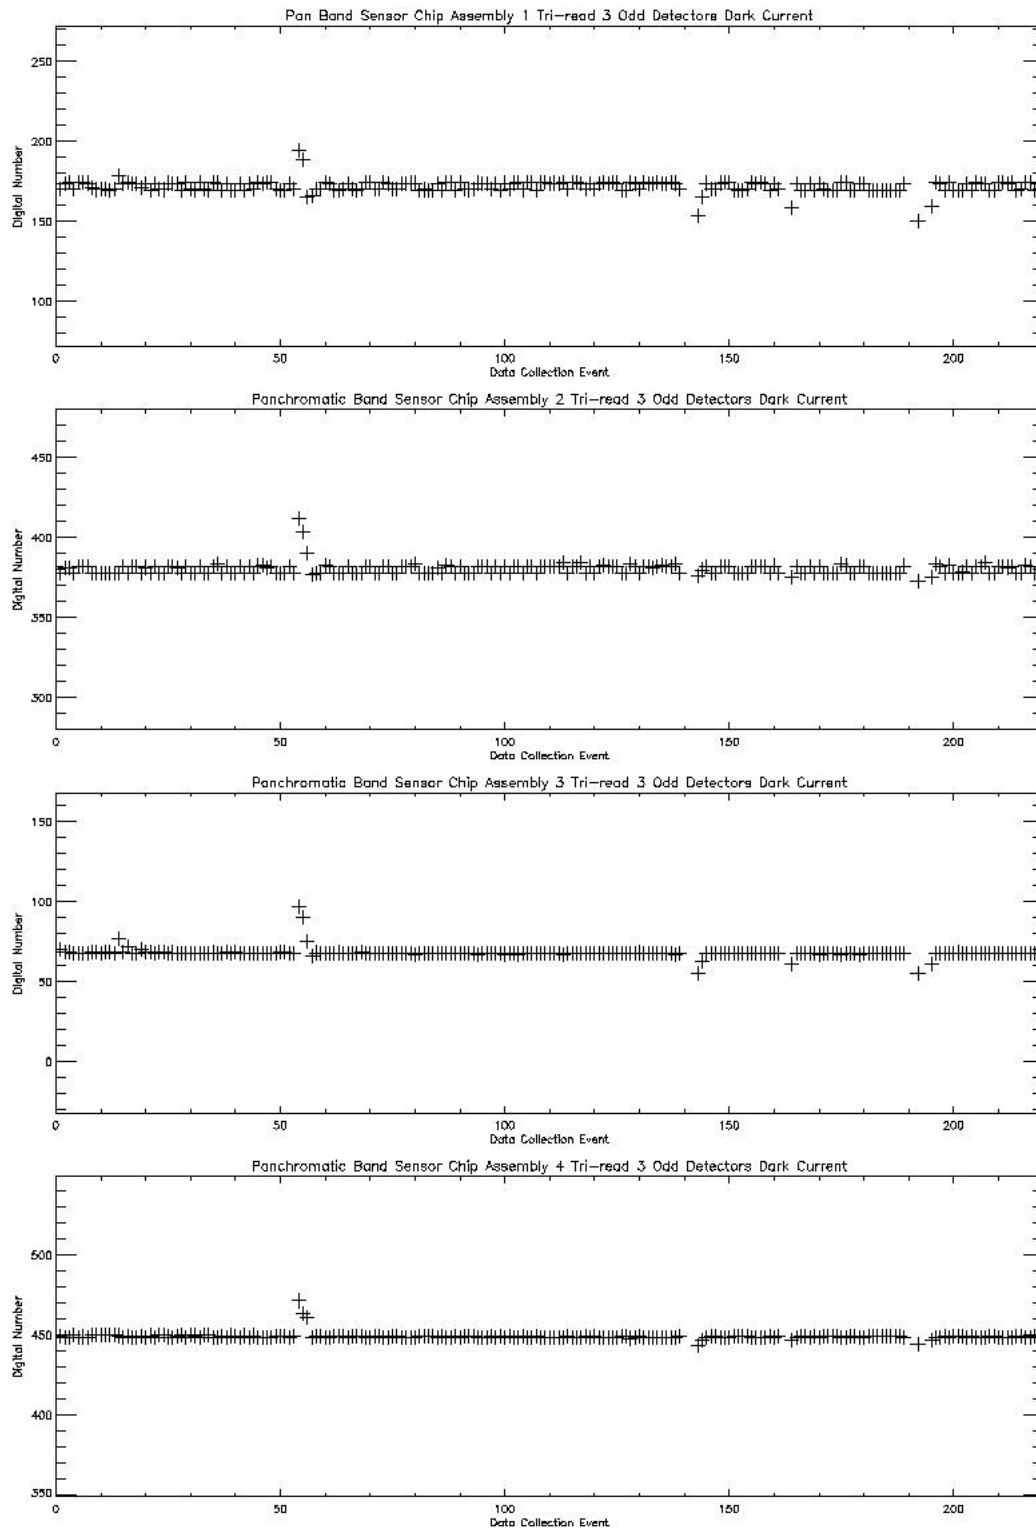 Pan Band Sensor Chip Assembly 1 Tri-read 3 Odd Detectors Dark Current
250
200
150
100
Digital Number
0 50 100 150 200
Data Collection Event
Panchromatic Band Sensor Chip Assembly 2 Tri-read 3 Odd Detectors Dark Current
450
400
350
300
Digital Number
0 50 100 150 200
Data Collection Event
Panchromatic Band Sensor Chip Assembly 3 Tri-read 3 Odd Detectors Dark Current
150
100
50
0
Digital Number
0 50 100 150 200
Data Collection Event
Panchromatic Band Sensor Chip Assembly 4 Tri-read 3 Odd Detectors Dark Current
500
450
400
350
Digital Number
0 50 100 150 200
Data Collection Event